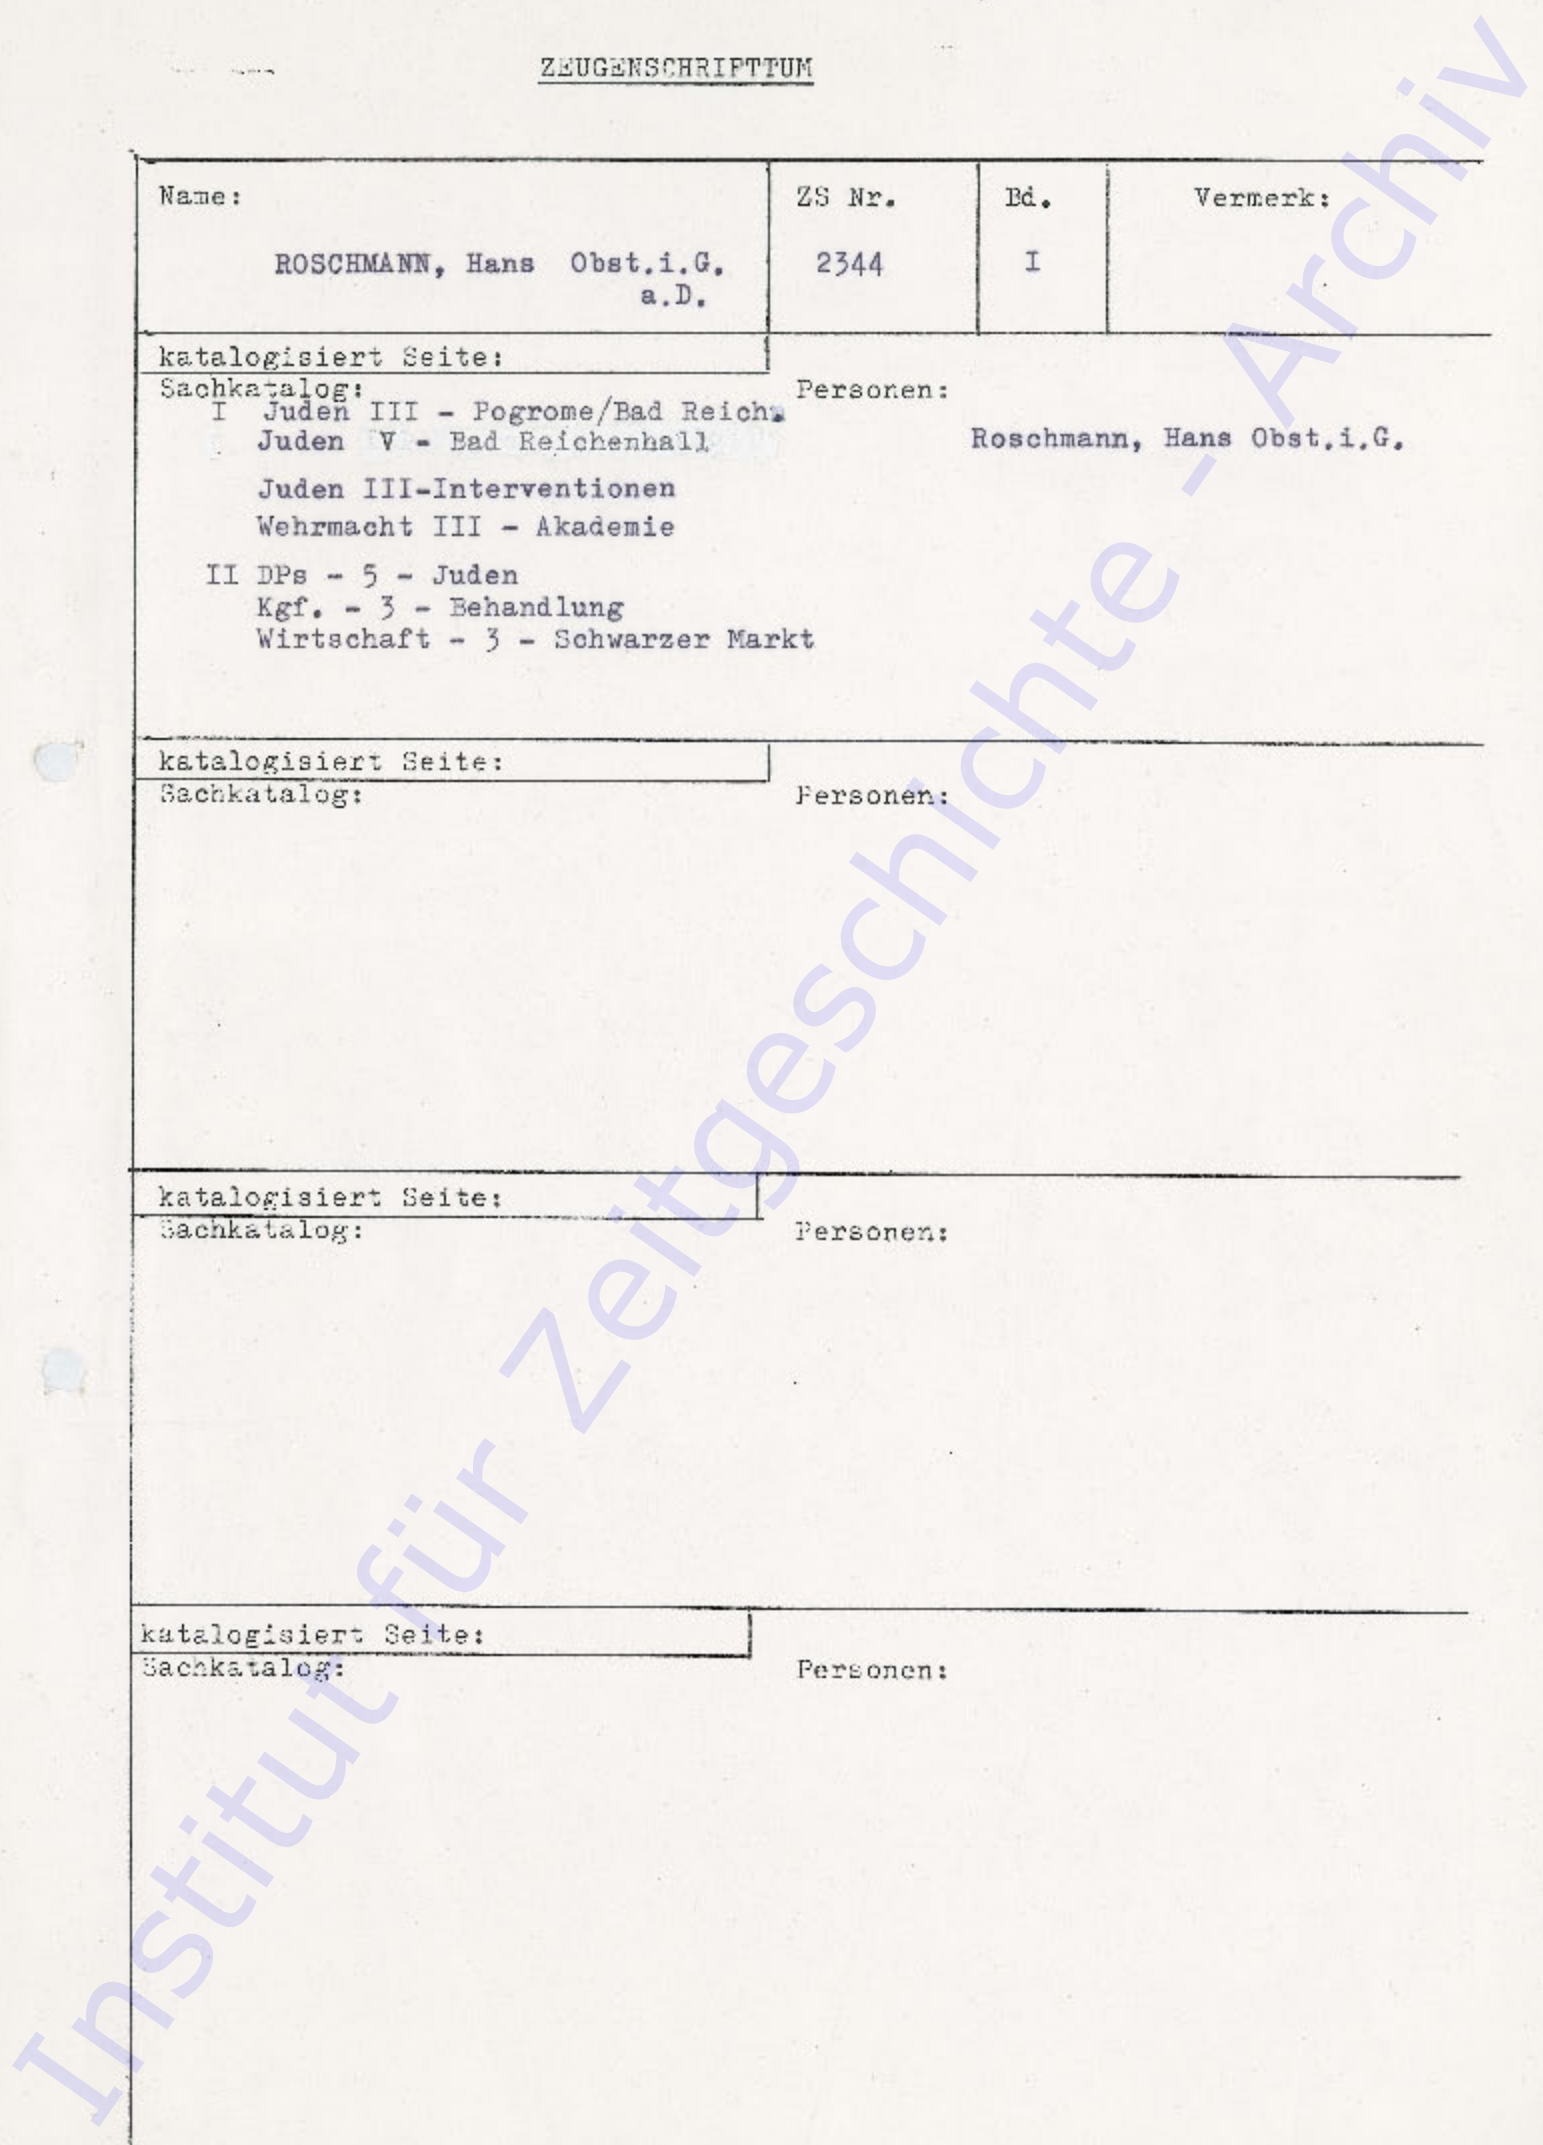 ZEUGENSCHRIFTTUM
Name: ZS Nr. Bd. Vermerk:
ROSCHMANN, Hans Obst.i.G. 2344 I
a.D.
katalogisiert Seite:
Sachkatalog: Personen:
I Juden III - Pogrome/Bad Reich.
Juden V - Bad Reichenhall Roschmann, Hans Obst.i.G.
Juden III-Interventionen
Wehrmacht III - Akademie
II DPs - 5 - Juden
Kgf. - 3 - Behandlung
Wirtschaft - 3 - Schwarzer Markt
katalogisiert Seite:
Sachkatalog: Personen:
katalogisiert Seite:
Sachkatalog: Personen:
katalogisiert Seite:
Sachkatalog: Personen:
Institut für Zeitgeschichte - Archiv